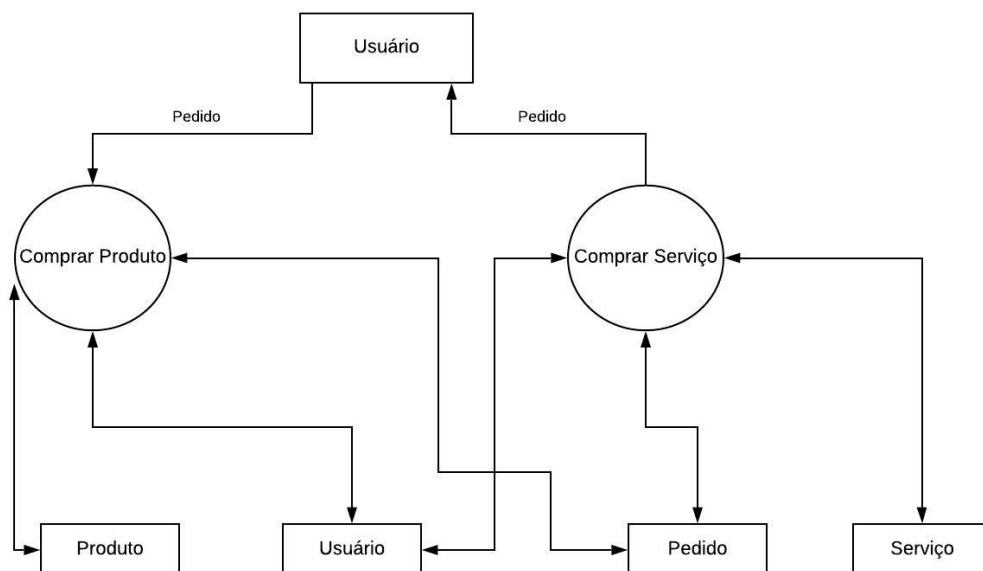 Usuário
Pedido
Pedido
Comprar Produto
Comprar Serviço
Produto
Usuário
Pedido
Serviço